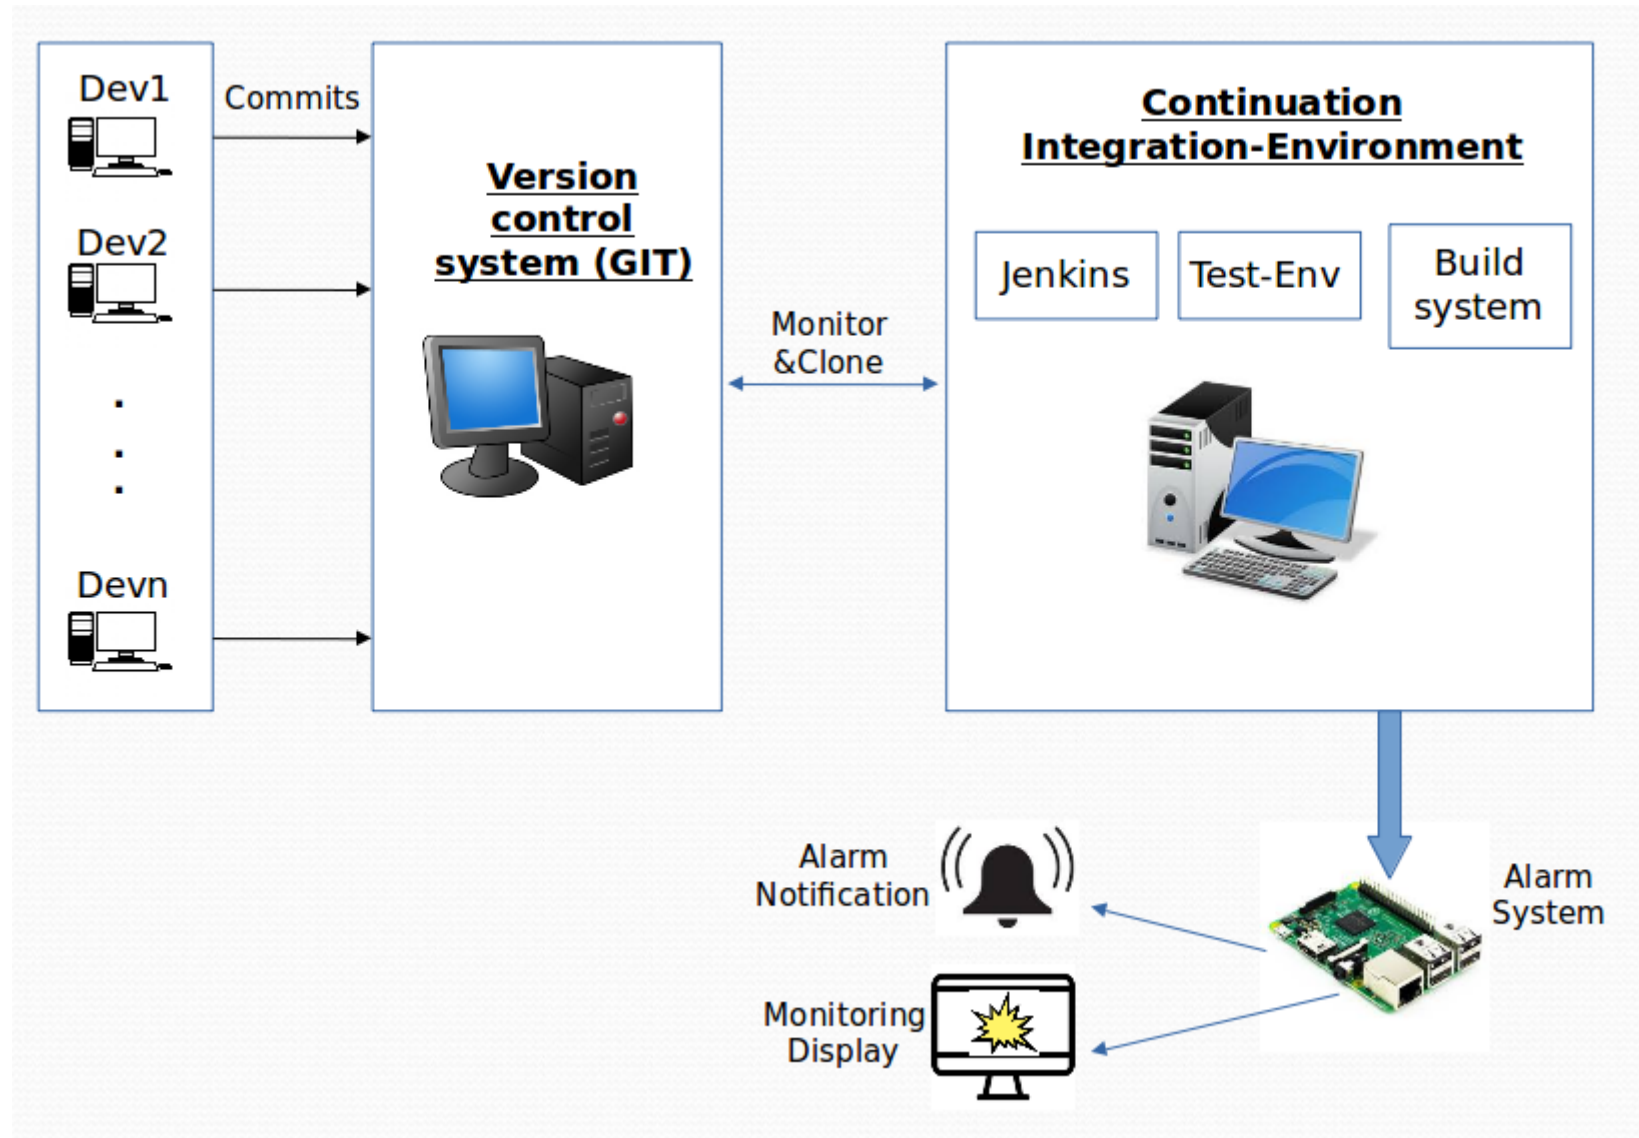 Dev1
Commits
Dev2
.
.
.
Devn
Version
control
system (GIT)
Monitor
&Clone
Continuation
Integration-Environment
Jenkins
Test-Env
Build
system
Alarm
Notification
Alarm
System
Monitoring
Display